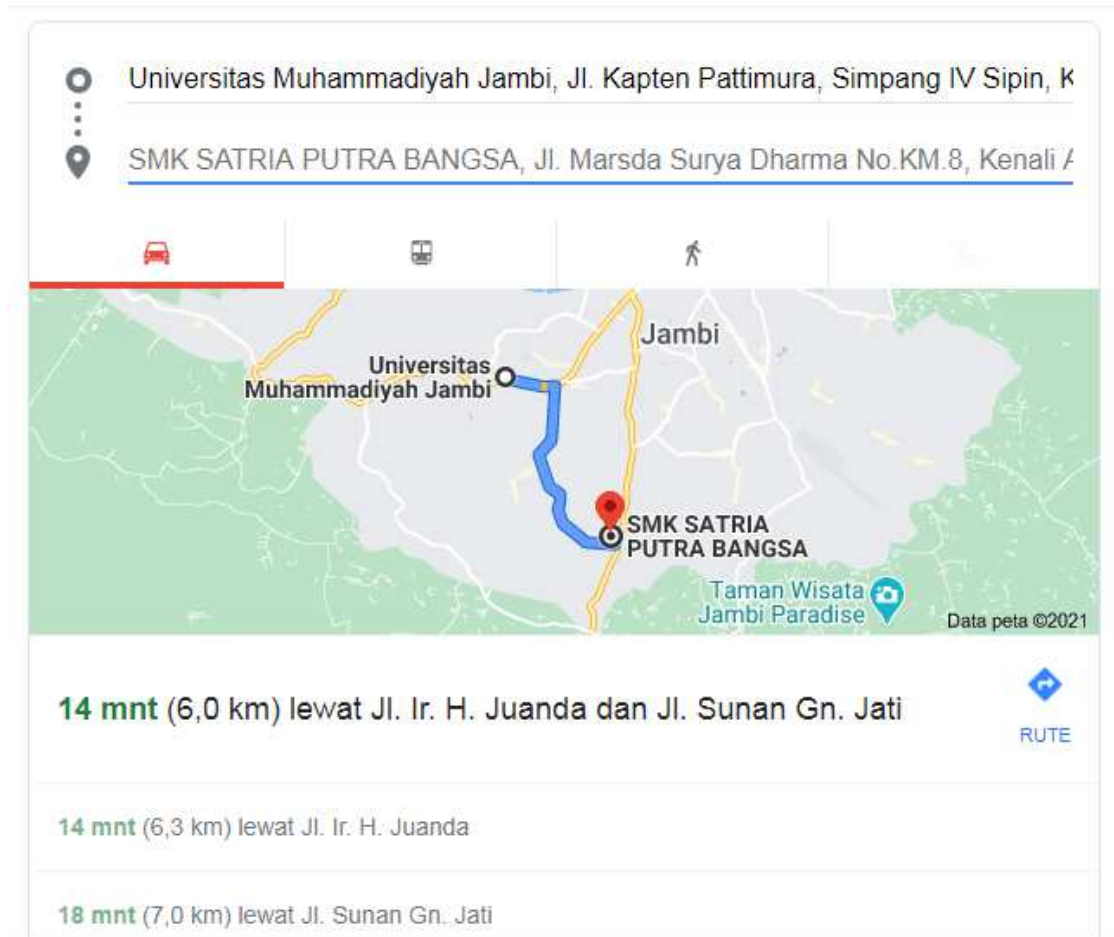 Universitas Muhammadiyah Jambi, Jl. Kapten Pattimura, Simpang IV Sipin, K
SMK SATRIA PUTRA BANGSA, Jl. Marsda Surya Dharma No.KM.8, Kenali A
Jambi
Universitas
Muhammadiyah Jambi
SMK SATRIA
PUTRA BANGSA
Taman Wisata
Jambi Paradise
Data peta ©2021
14 mnt (6,0 km) lewat Jl. Ir. H. Juanda dan Jl. Sunan Gn. Jati
RUTE
14 mnt (6,3 km) lewat Jl. Ir. H. Juanda
18 mnt (7,0 km) lewat Jl. Sunan Gn. Jati